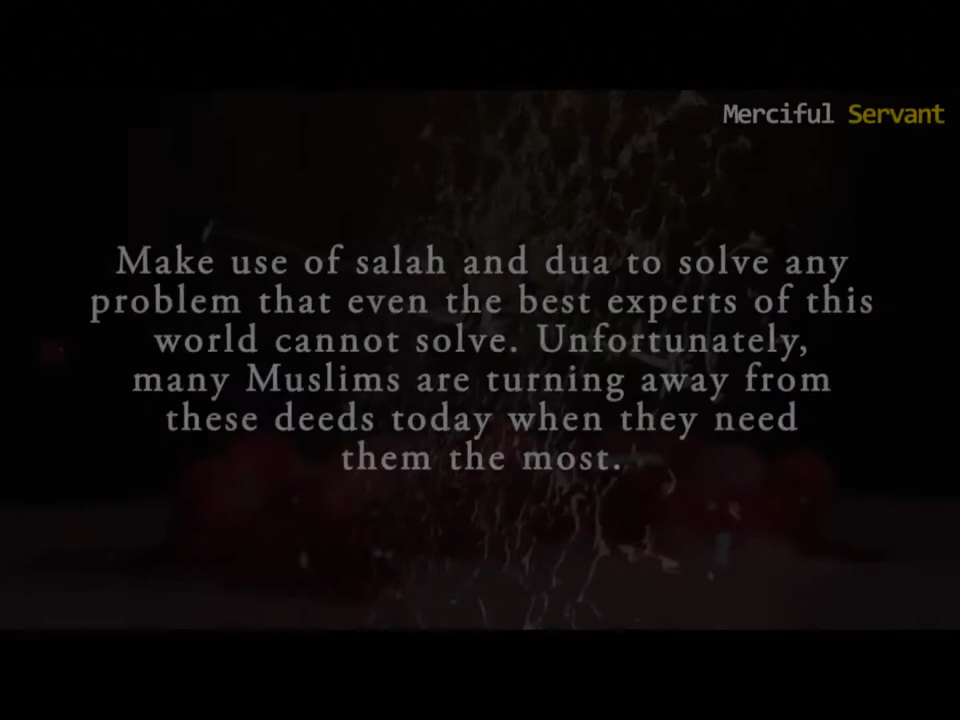 Merciful Servant
Make use of salah and dua to solve any
problem that even the best experts of this
world cannot solve. Unfortunately,
many Muslims are turning away from
these deeds today when they need
them the most.